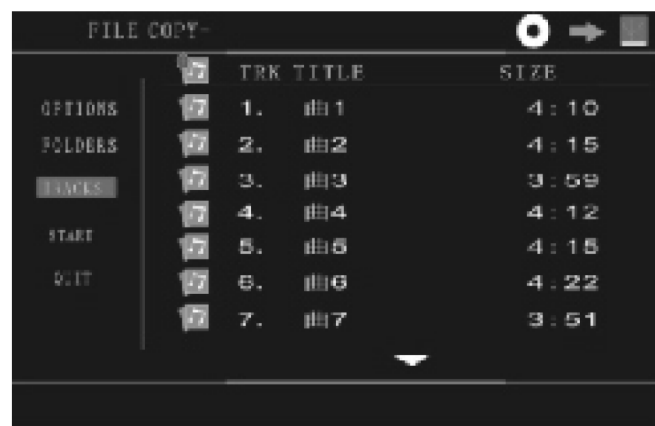 FILE COPY-
TRK TITLE SIZE
OPTIONS
FOLDERS
TRACKS
START
QUIT
1. 曲1 4:10
2. 曲2 4:15
3. 曲3 3:59
4. 曲4 4:12
5. 曲5 4:15
6. 曲6 4:22
7. 曲7 3:51